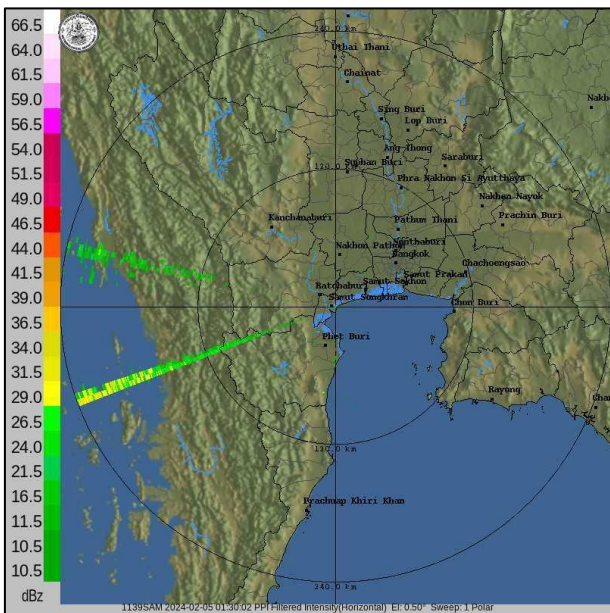 66.5
64.0
61.5
59.0
56.5
54.0
51.5
49.0
46.5
44.0
41.5
39.0
36.5
34.0
31.5
29.0
26.5
24.0
21.5
16.5
11.5
10.5
dBz
240.0 km
Uthai Thani
Chainat
Sing Buri
Lop Buri
Ang Thong
Saraburi
120.0 km
Suphan Buri
Phra Nakhon Si Ayutthaya
Nakhon Nayok
Prachin Buri
Kanchanaburi
Pathum Thani
Nonthaburi
Nakhon Pathom
Bangkok
Chachoengsao
Samut Prakan
Samut Sakhon
Ratchaburi
Samut Songkhram
Chon Buri
Phet Buri
Rayong
120.0 km
Prachuap Khiri Khan
240.0 km
1139SAM 2024-02-05 01:30:02 PPI Filtered Intensity(Horizontal) El: 0.50° Sweep: 1 Polar